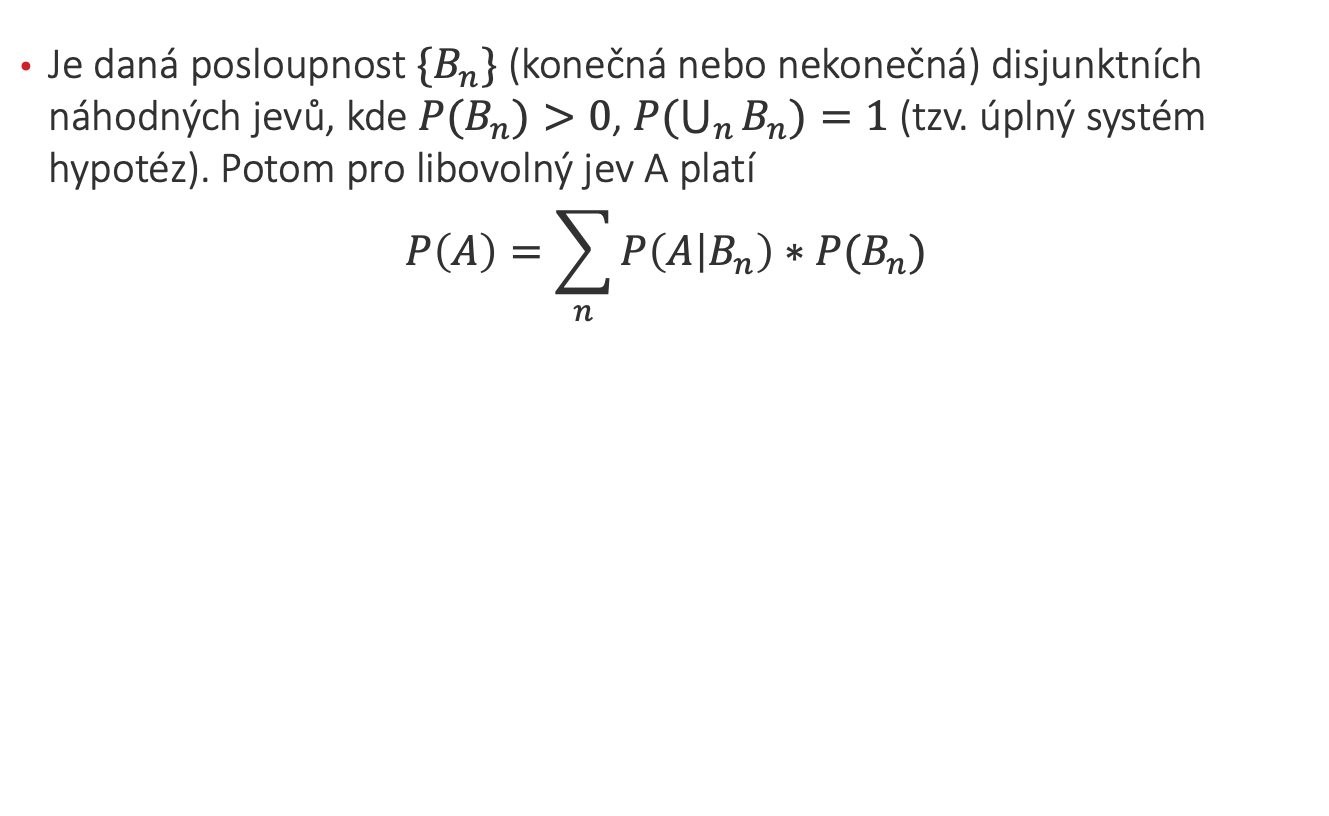 • Je daná posloupnost {Bₙ} (konečná nebo nekonečná) disjunktních
náhodných jevů, kde P(Bₙ) > 0, P(⋃ₙ Bₙ) = 1 (tzv. úplný systém
hypotéz). Potom pro libovolný jev A platí
P(A) = ∑ₙ P(A|Bₙ) ∗ P(Bₙ)